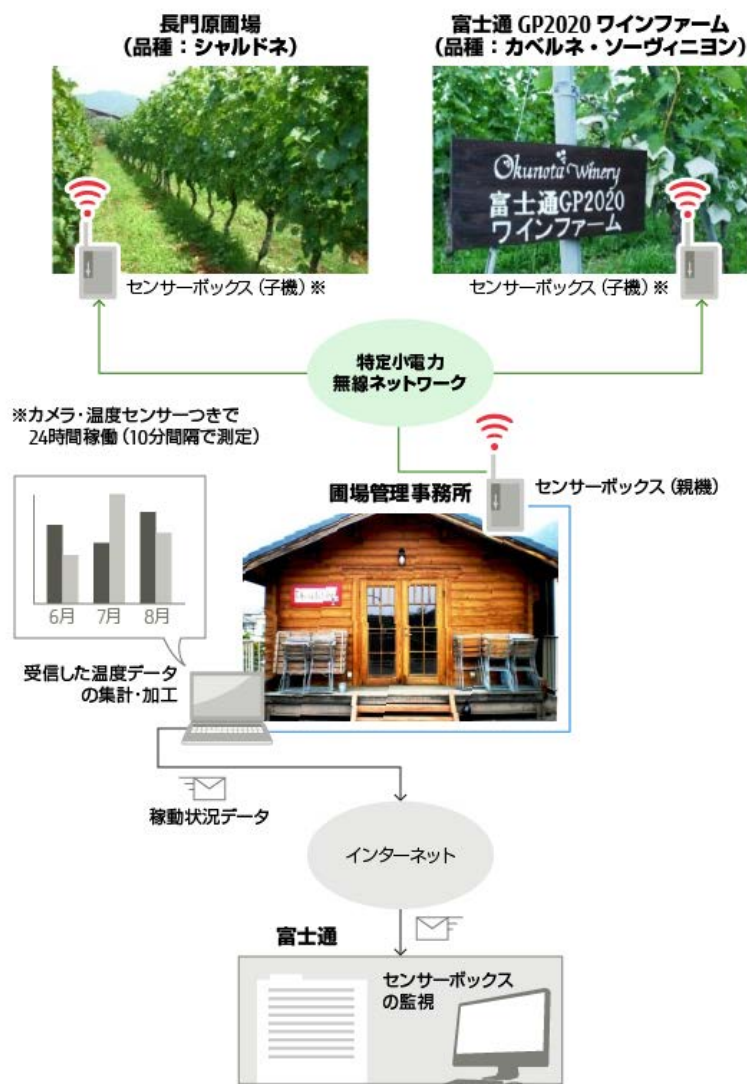 長門原圃場
(品種：シャルドネ)
富士通 GP2020 ワインファーム
(品種：カベルネ・ソーヴィニヨン)
Okunota Winery
富士通GP2020
ワインファーム
センサーボックス（子機）※
センサーボックス（子機）※
特定小電力
無線ネットワーク
※カメラ・温度センサーつきで
24時間稼働（10分間隔で測定）
圃場管理事務所
センサーボックス（親機）
6月 7月 8月
受信した温度データ
の集計・加工
稼動状況データ
インターネット
富士通
センサーボックス
の監視